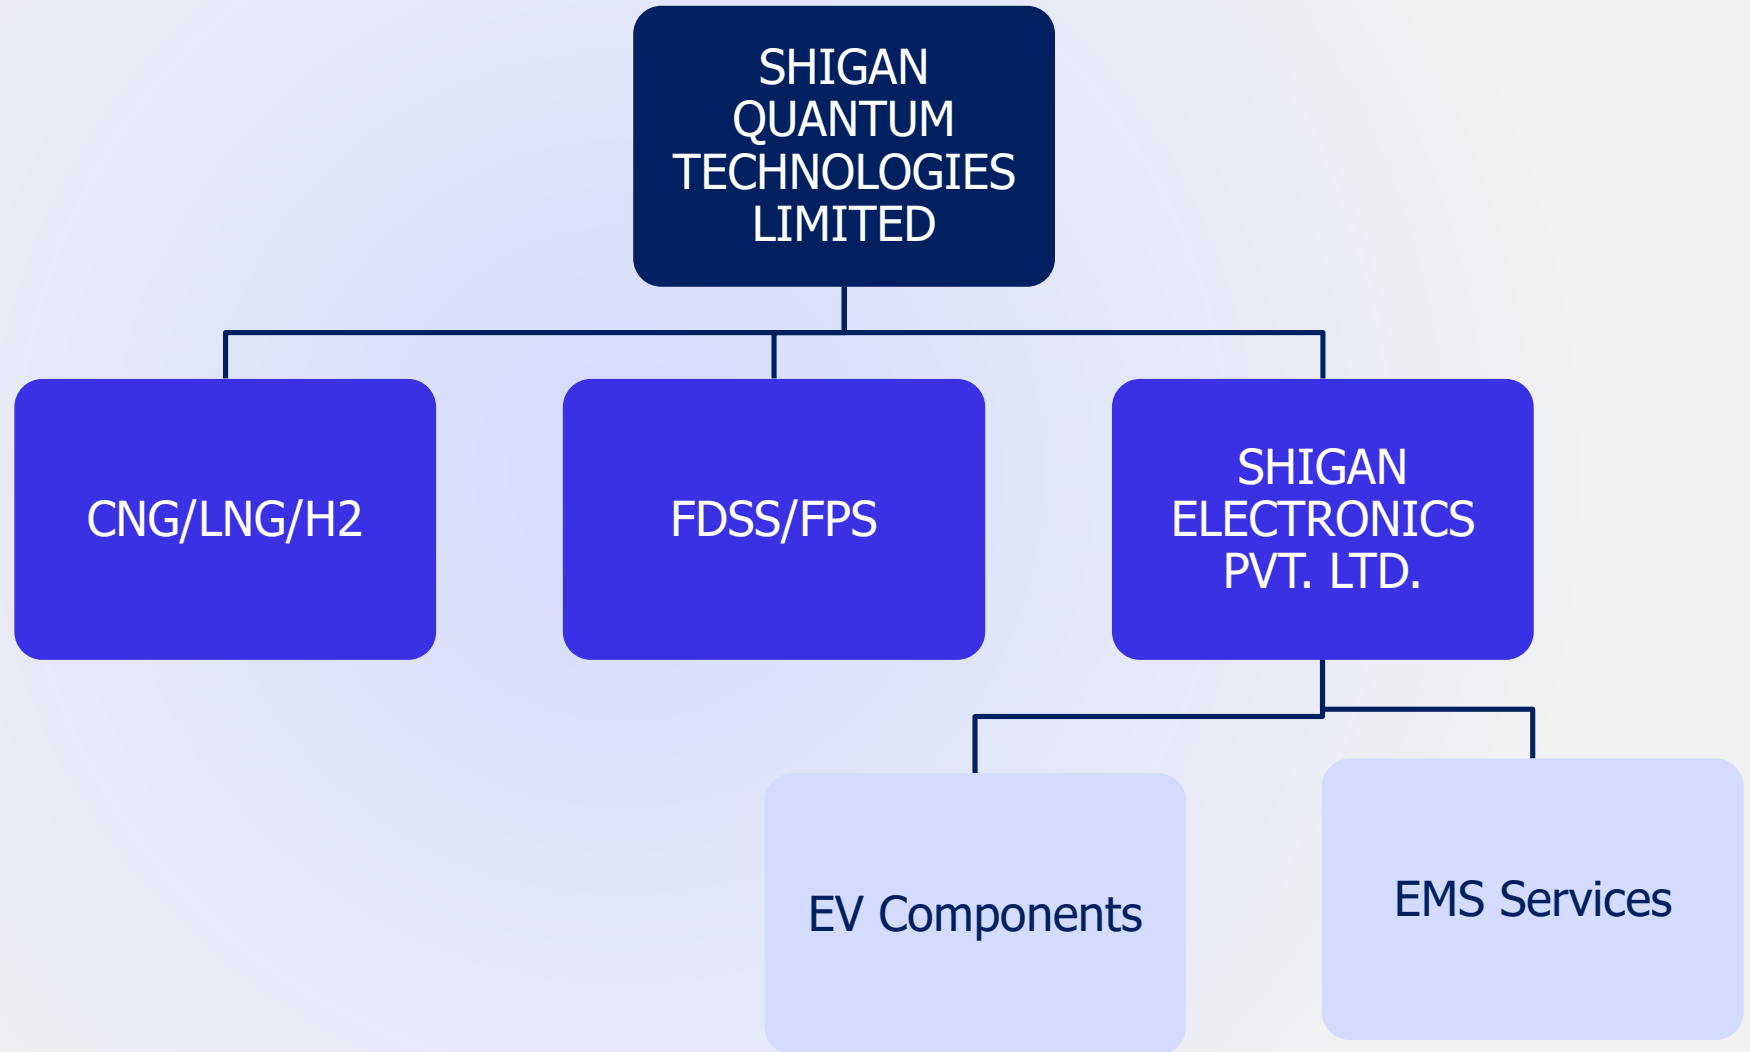 SHIGAN
QUANTUM
TECHNOLOGIES
LIMITED
CNG/LNG/H2
FDSS/FPS
SHIGAN
ELECTRONICS
PVT. LTD.
EV Components
EMS Services